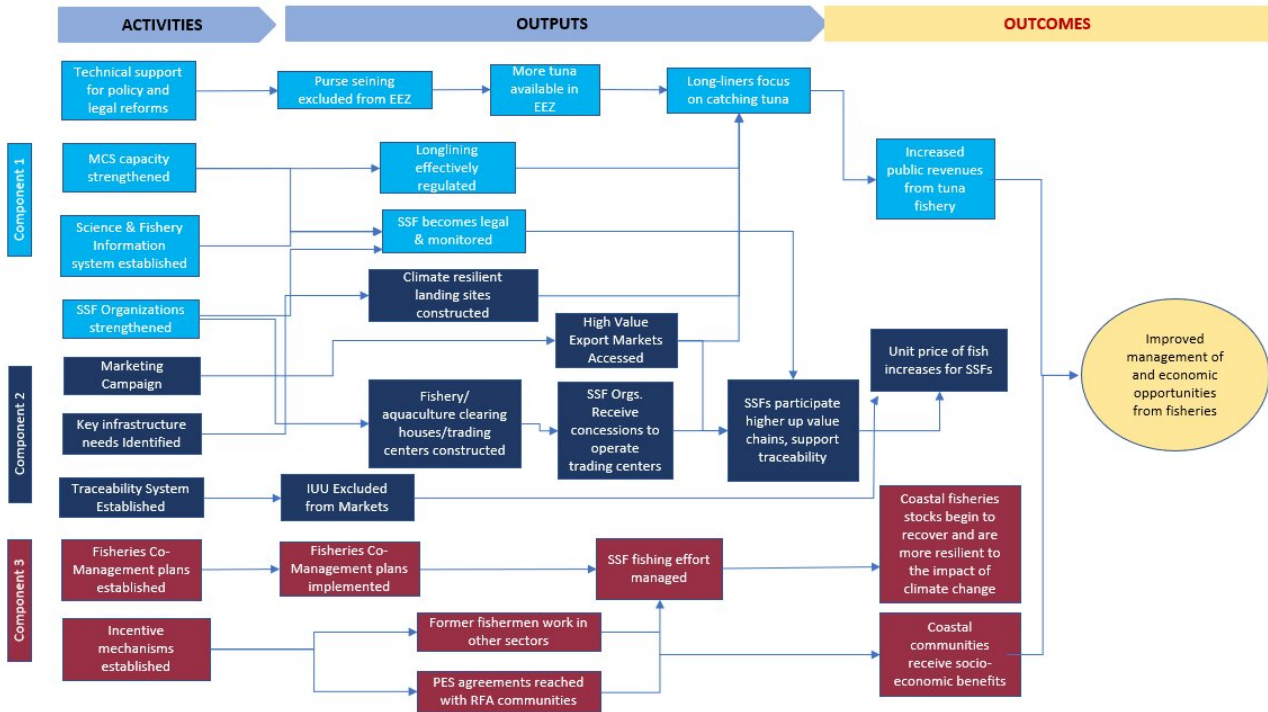 ACTIVITIES
OUTPUTS
OUTCOMES
Component 1
Technical support
for policy and
legal reforms
Purse seining
excluded from EEZ
More tuna
available in
EEZ
Long-liners focus
on catching tuna
MCS capacity
strengthened
Longlining
effectively
regulated
Increased
public revenues
from tuna
fishery
Science & Fishery
Information
system established
SSF becomes legal
& monitored
SSF Organizations
strengthened
Climate resilient
landing sites
constructed
Component 2
Marketing
Campaign
High Value
Export Markets
Accessed
Unit price of fish
increases for SSFs
Key infrastructure
needs Identified
Fishery/
aquaculture clearing
houses/trading
centers constructed
SSF Orgs.
Receive
concessions to
operate
trading centers
SSFs participate
higher up value
chains, support
traceability
Traceability System
Established
IUU Excluded
from Markets
Improved
management of
and economic
opportunities
from fisheries
Component 3
Fisheries Co-
Management plans
established
Fisheries Co-
Management plans
implemented
SSF fishing effort
managed
Coastal fisheries
stocks begin to
recover and are
more resilient to
the impact of
climate change
Incentive
mechanisms
established
Former fishermen work in
other sectors
PES agreements reached
with RFA communities
Coastal
communities
receive socio-
economic benefits